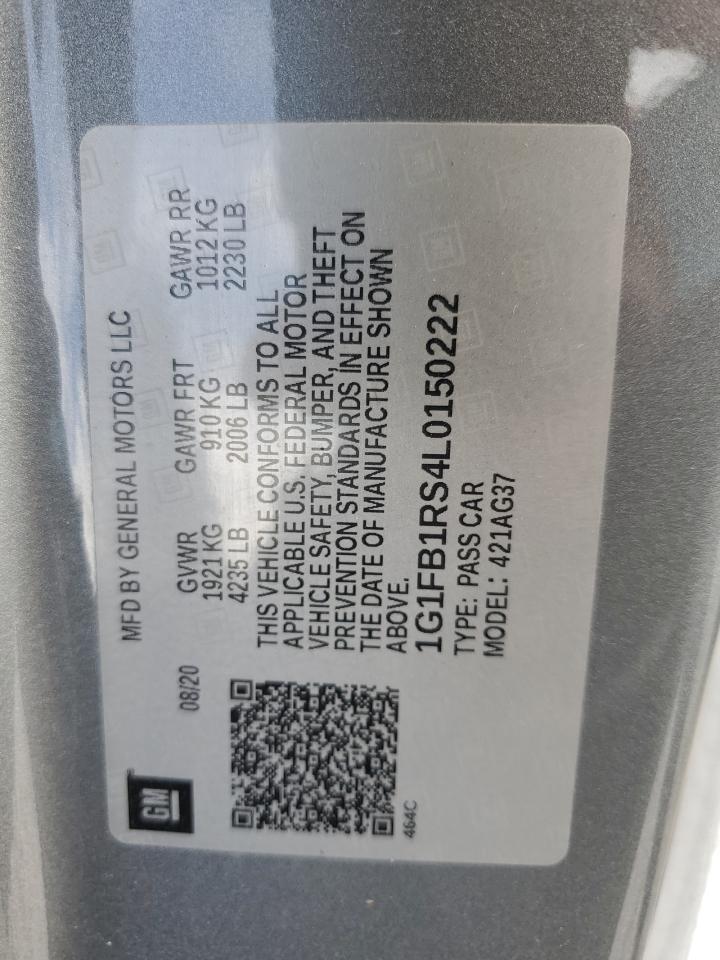 GM
MFD BY GENERAL MOTORS LLC
08/20
GVWR GAWR FRT GAWR RR
1921 KG 910 KG 1012 KG
4235 LB 2006 LB 2230 LB
THIS VEHICLE CONFORMS TO ALL
APPLICABLE U.S. FEDERAL MOTOR
VEHICLE SAFETY, BUMPER, AND THEFT
PREVENTION STANDARDS IN EFFECT ON
THE DATE OF MANUFACTURE SHOWN
ABOVE.
1G1FB1RS4L0150222
TYPE: PASS CAR
MODEL: 421AG37
464C